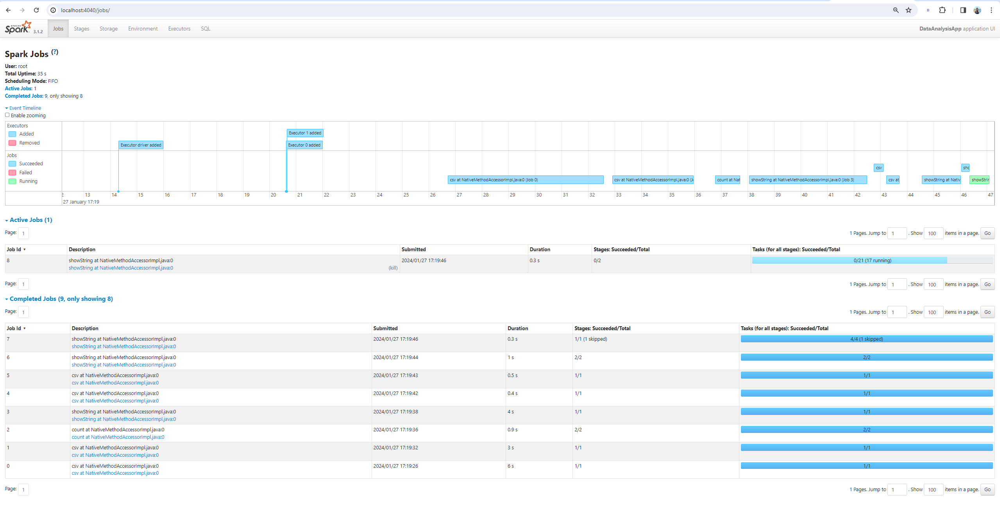 localhost:4040/jobs/
B
APACHE Spark 3.1.2 Jobs Stages Storage Environment Executors SQL DataAnalysisApp application UI
Spark Jobs (?)
User: root
Total Uptime: 35 s
Scheduling Mode: FIFO
Active Jobs: 1
Completed Jobs: 9, only showing 8
Event Timeline
Enable zooming
Executors
Added
Removed
Executor driver added
Executor 1 added
Executor 0 added
Jobs
Succeeded
Failed
Running
csv at NativeMethodAccessorImpl.java:0 (Job 0)
csv at NativeMethodAccessorImpl.java:0 (J
count at Nat
showString at NativeMethodAccessorImpl.java:0 (Job 3)
csv
csv at
showString at Nativ
sho
showStrin
2 13 14 15 16 17 18 19 20 21 22 23 24 25 26 27 28 29 30 31 32 33 34 35 36 37 38 39 40 41 42 43 44 45 46 47
27 January 17:19
Active Jobs (1)
Page: 1 1 Pages. Jump to 1 . Show 100 items in a page. Go
Job Id ▾ Description Submitted Duration Stages: Succeeded/Total Tasks (for all stages): Succeeded/Total
8 showString at NativeMethodAccessorImpl.java:0 2024/01/27 17:19:46 0.3 s 0/2 0/21 (17 running)
showString at NativeMethodAccessorImpl.java:0 (kill)
Page: 1 1 Pages. Jump to 1 . Show 100 items in a page. Go
Completed Jobs (9, only showing 8)
Page: 1 1 Pages. Jump to 1 . Show 100 items in a page. Go
Job Id ▾ Description Submitted Duration Stages: Succeeded/Total Tasks (for all stages): Succeeded/Total
7 showString at NativeMethodAccessorImpl.java:0 2024/01/27 17:19:46 0.3 s 1/1 (1 skipped) 4/4 (1 skipped)
showString at NativeMethodAccessorImpl.java:0
6 showString at NativeMethodAccessorImpl.java:0 2024/01/27 17:19:44 1 s 2/2 2/2
showString at NativeMethodAccessorImpl.java:0
5 csv at NativeMethodAccessorImpl.java:0 2024/01/27 17:19:43 0.5 s 1/1 1/1
csv at NativeMethodAccessorImpl.java:0
4 csv at NativeMethodAccessorImpl.java:0 2024/01/27 17:19:42 0.4 s 1/1 1/1
csv at NativeMethodAccessorImpl.java:0
3 showString at NativeMethodAccessorImpl.java:0 2024/01/27 17:19:38 4 s 1/1 1/1
showString at NativeMethodAccessorImpl.java:0
2 count at NativeMethodAccessorImpl.java:0 2024/01/27 17:19:36 0.9 s 2/2 2/2
count at NativeMethodAccessorImpl.java:0
1 csv at NativeMethodAccessorImpl.java:0 2024/01/27 17:19:32 3 s 1/1 1/1
csv at NativeMethodAccessorImpl.java:0
0 csv at NativeMethodAccessorImpl.java:0 2024/01/27 17:19:26 6 s 1/1 1/1
csv at NativeMethodAccessorImpl.java:0
Page: 1 1 Pages. Jump to 1 . Show 100 items in a page. Go